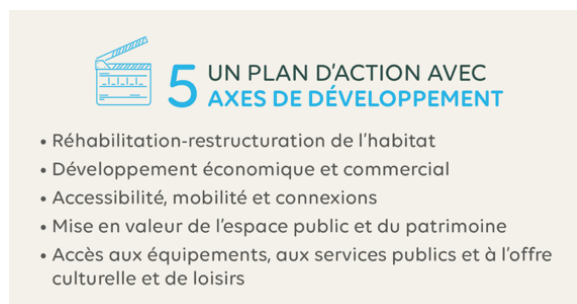 5 UN PLAN D'ACTION AVEC
AXES DE DÉVELOPPEMENT
• Réhabilitation-restructuration de l'habitat
• Développement économique et commercial
• Accessibilité, mobilité et connexions
• Mise en valeur de l'espace public et du patrimoine
• Accès aux équipements, aux services publics et à l'offre
culturelle et de loisirs